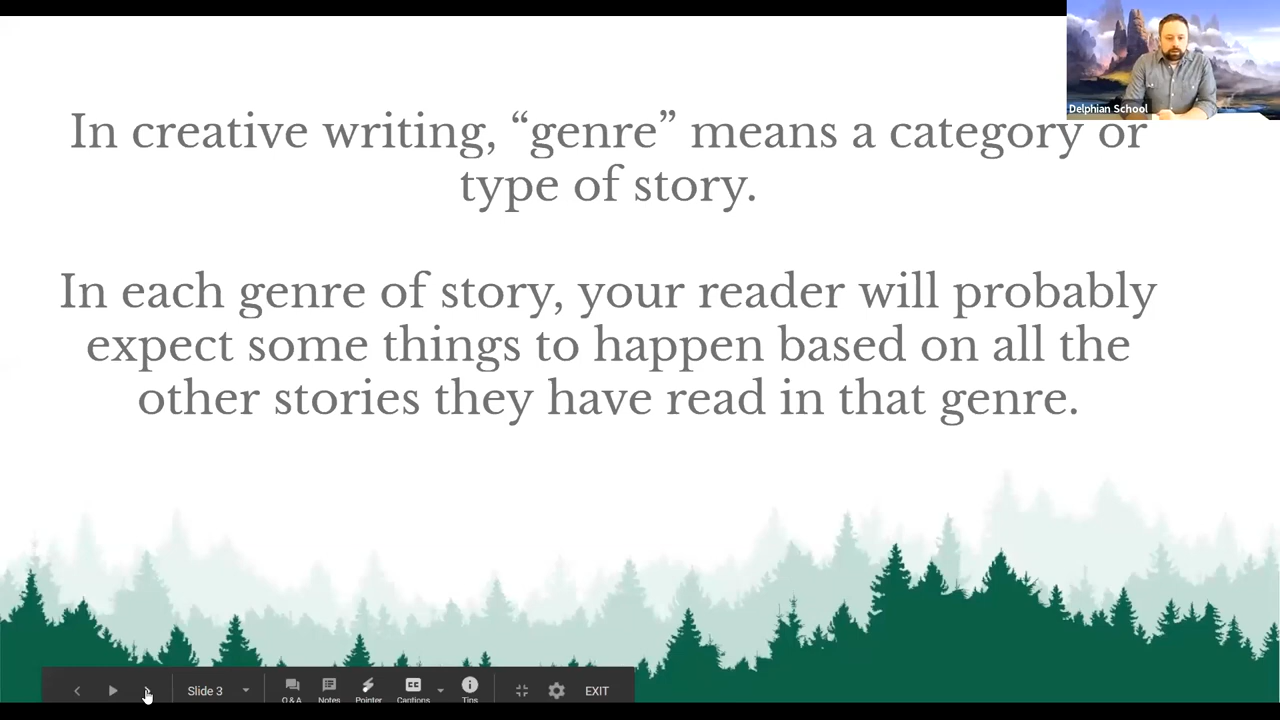 Delphian School
In creative writing, “genre” means a category or
type of story.
In each genre of story, your reader will probably
expect some things to happen based on all the
other stories they have read in that genre.
Slide 3
Q & A
Notes
Pointer
CC
Captions
Tips
EXIT